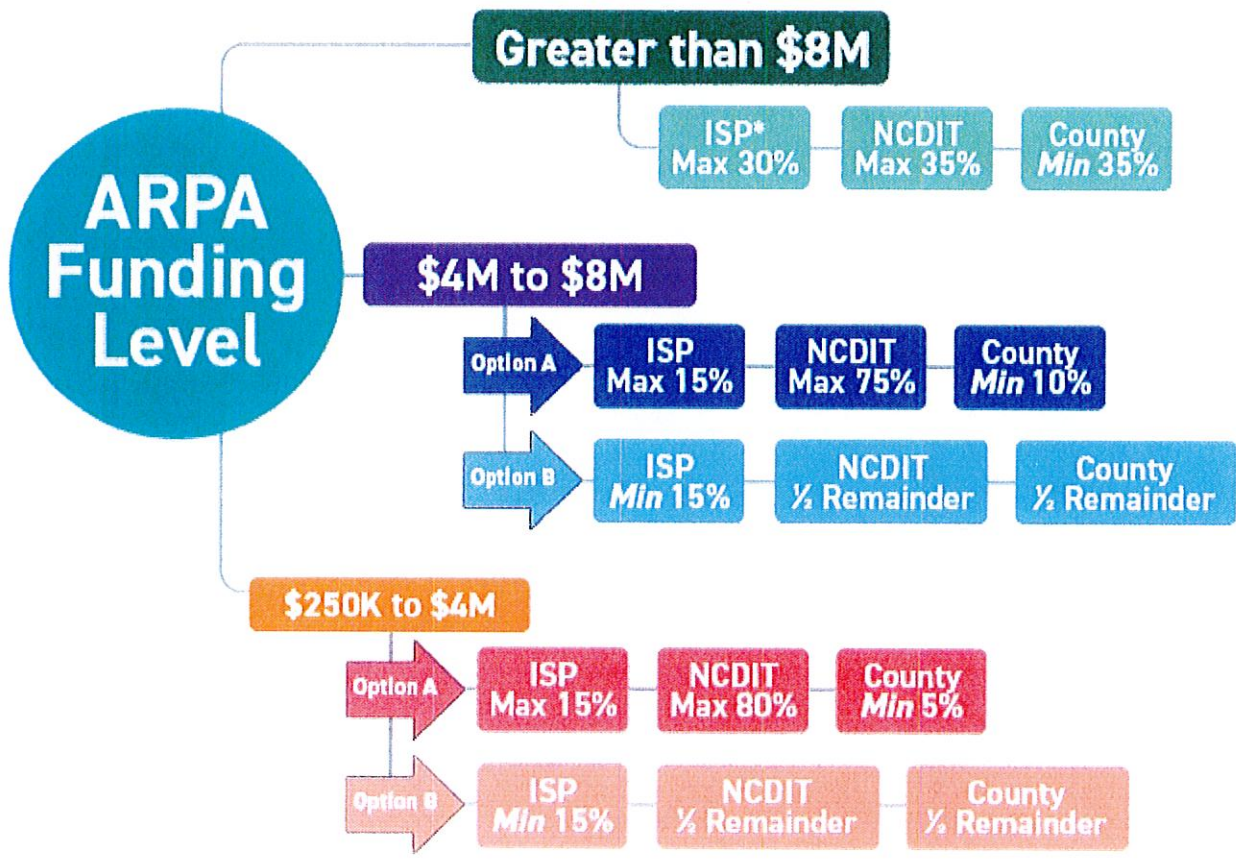 Greater than $8M
ISP*
Max 30%
NCDIT
Max 35%
County
Min 35%
ARPA
Funding
Level
$4M to $8M
Option A
ISP
Max 15%
NCDIT
Max 75%
County
Min 10%
Option B
ISP
Min 15%
NCDIT
½ Remainder
County
½ Remainder
$250K to $4M
Option A
ISP
Max 15%
NCDIT
Max 80%
County
Min 5%
Option B
ISP
Min 15%
NCDIT
½ Remainder
County
½ Remainder